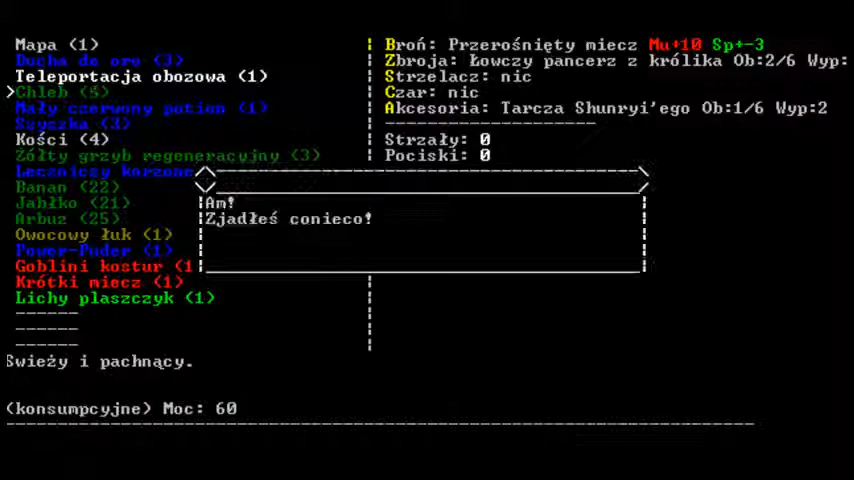 Mapa (1)
Ducha de oro (3)
Teleportacja obozowa (1)
>Chleb (5)
Mały czerwony potion (1)
Szyszka (3)
Kości (4)
Żółty grzyb regeneracyjny (3)
Leczniczy korzone
Banan (22)
Jabłko (21)
Arbuz (25)
Owocowy łuk (1)
Power-Puder (1)
Goblini kostur (1
Krótki miecz (1)
Lichy plaszczyk (1)
------
------
------
Świeży i pachnący.
(konsumpcyjne) Moc: 60
Broń: Przerośnięty miecz Mu+10 Sp+-3
Zbroja: Łowczy pancerz z królika Ob:2/6 Wyp:
Strzelacz: nic
Czar: nic
Akcesoria: Tarcza Shunryi'ego Ob:1/6 Wyp:2
Strzały: 0
Pociski: 0
Am!
Zjadłeś conieco!